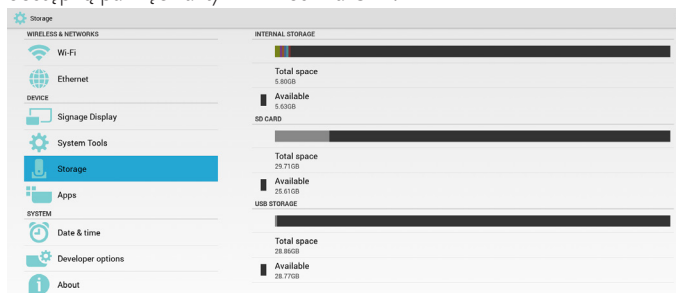 Storage
WIRELESS & NETWORKS
Wi-Fi
Ethernet
DEVICE
Signage Display
System Tools
Storage
Apps
SYSTEM
Date & time
Developer options
About
INTERNAL STORAGE
Total space
5.80GB
Available
5.63GB
SD CARD
Total space
29.71GB
Available
25.61GB
USB STORAGE
Total space
28.86GB
Available
28.77GB